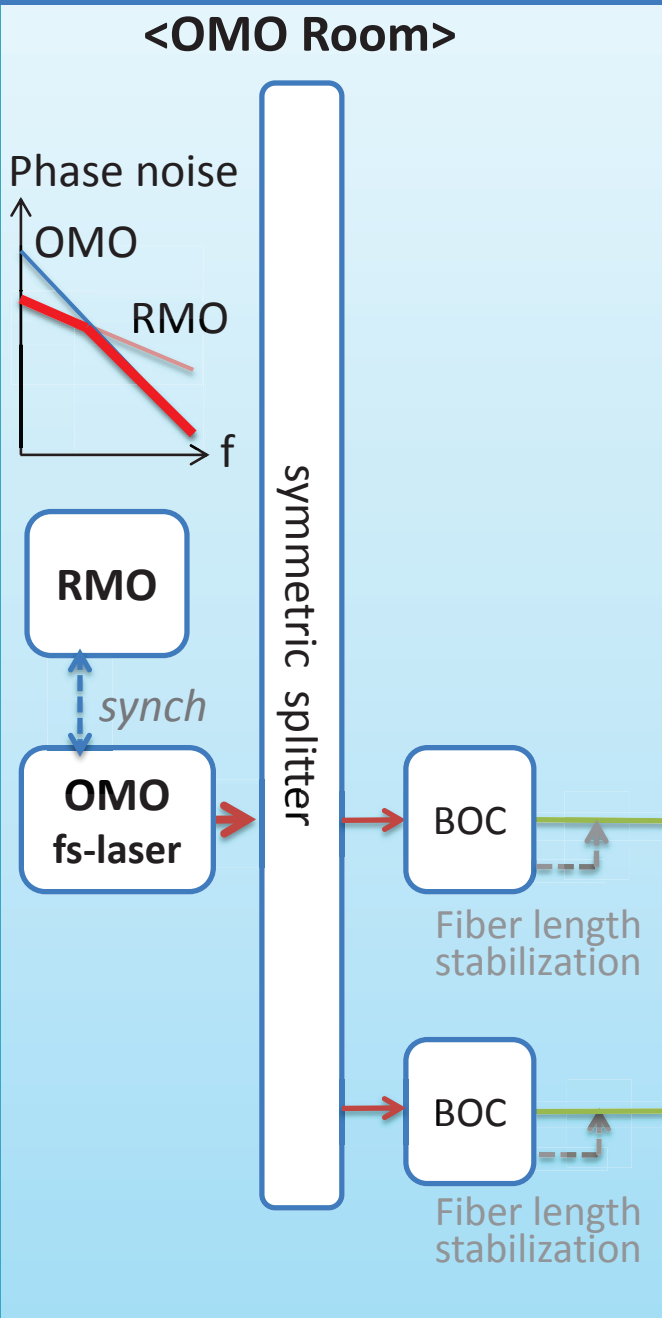 <OMO Room>
Phase noise
OMO
RMO
f
symmetric splitter
RMO
synch
OMO
fs-laser
BOC
Fiber length
stabilization
BOC
Fiber length
stabilization